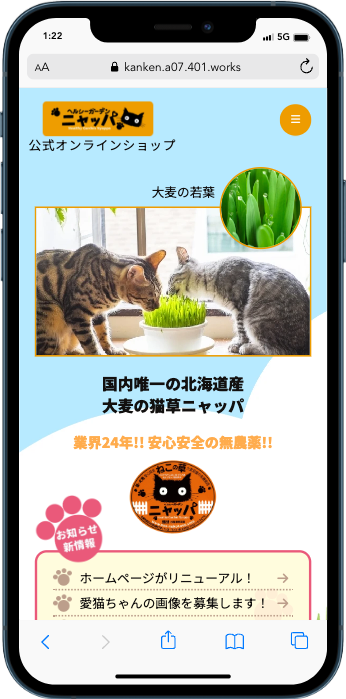 1:22
5G
AA
kanken.a07.401.works
ヘルシーガーデン
ニャッパ
公式オンラインショップ
大麦の若葉
国内唯一の北海道産
大麦の猫草ニャッパ
業界24年!! 安心安全の無農薬!!
ねこの草
ニャッパ
お知らせ
新情報
ホームページがリニューアル！
愛猫ちゃんの画像を募集します！